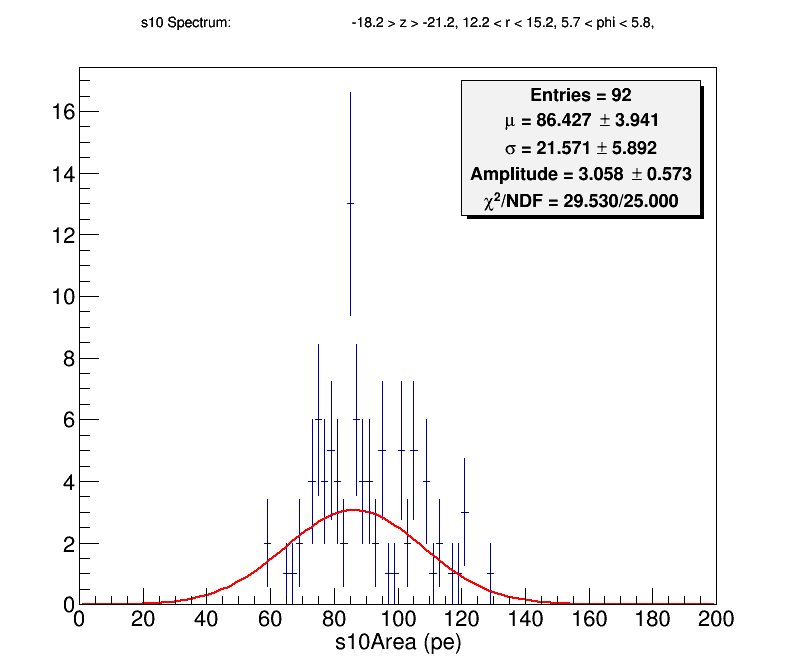 s10 Spectrum: -18.2 > z > -21.2, 12.2 < r < 15.2, 5.7 < phi < 5.8,
Entries = 92
μ = 86.427 ± 3.941
σ = 21.571 ± 5.892
Amplitude = 3.058 ± 0.573
χ²/NDF = 29.530/25.000
16
14
12
10
8
6
4
2
0
0 20 40 60 80 100 120 140 160 180 200
s10Area (pe)